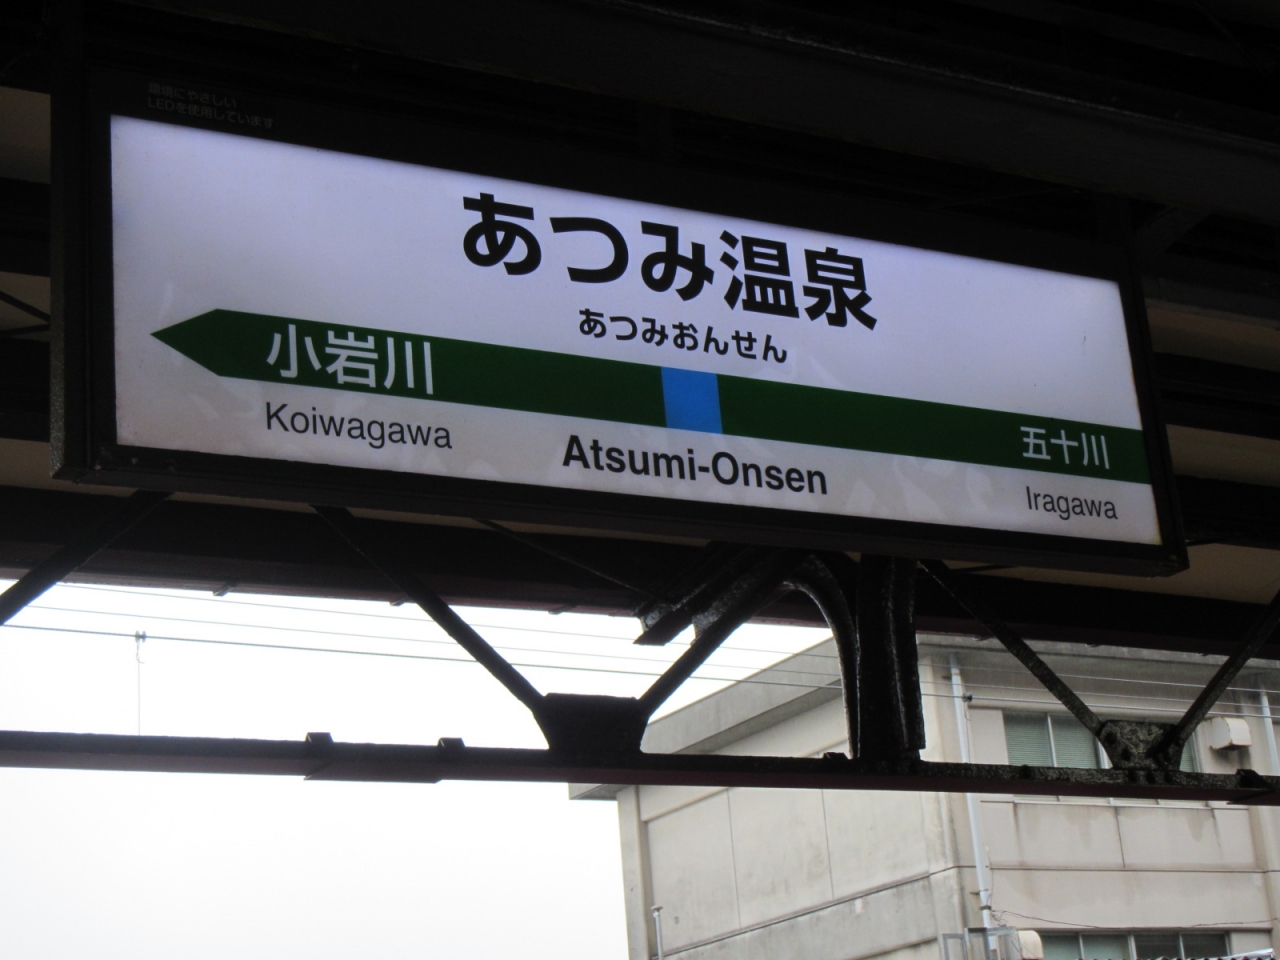 環境にやさしい
LEDを使用しています
あつみ温泉
あつみおんせん
小岩川
五十川
Koiwagawa
Atsumi-Onsen
Iragawa